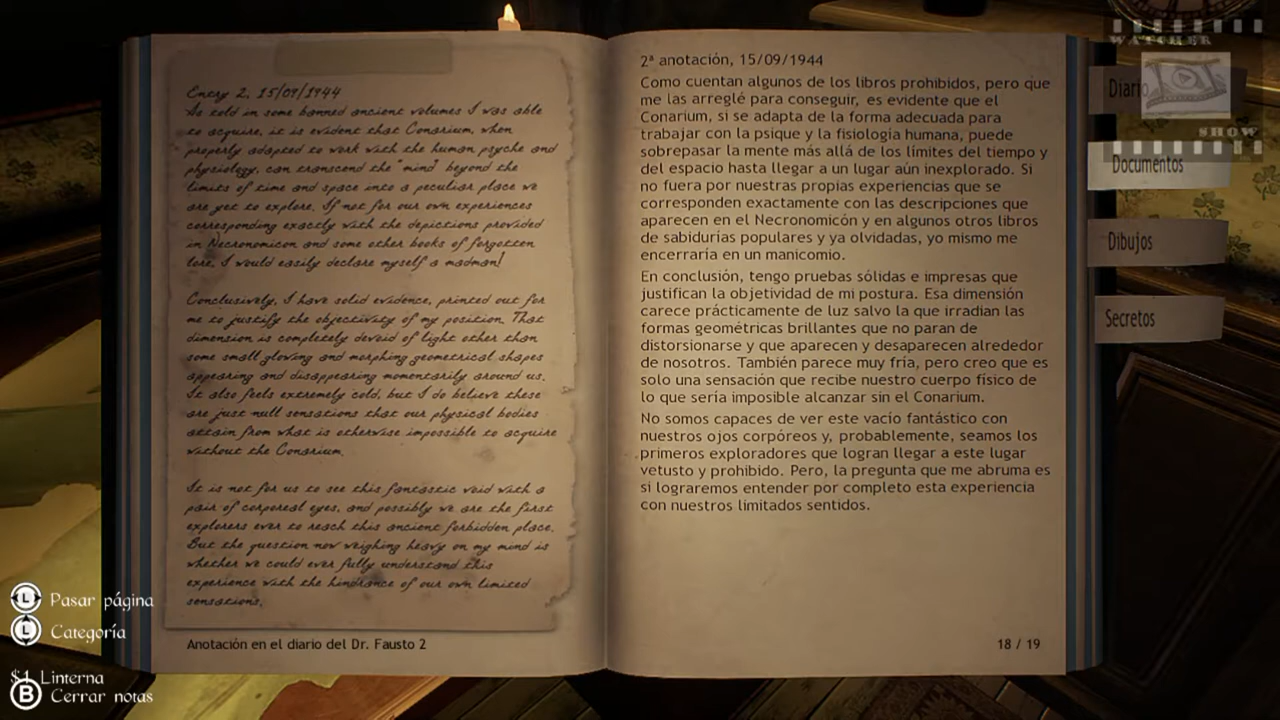 Entry 2, 15/09/1944
As told in some banned ancient volumes I was able
to acquire, it is evident that Conarium, when
properly adapted to work with the human psyche and
physiology, can transcend the "mind" beyond the
limits of time and space into a peculiar place we
are yet to explore. If not for our own experiences
corresponding exactly with the depictions provided
in Necronomicon and some other books of forgotten
lore, I would easily declare myself a madman!
Conclusively, I have solid evidence, printed out for
me to justify the objectivity of my position. That
dimension is completely devoid of light other than
some small glowing and morphing geometrical shapes
appearing and disappearing momentarily around us.
It also feels extremely cold, but I do believe these
are just null sensations that our physical bodies
attain from what is otherwise impossible to acquire
without the Conarium.
It is not for us to see this fantastic void with a
pair of corporeal eyes, and possibly we are the first
explorers ever to reach this ancient forbidden place.
But the question now weighing heavy on my mind is
whether we could ever fully understand this
experience with the hindrance of our own limited
sensations.
Anotación en el diario del Dr. Fausto 2
2ª anotación, 15/09/1944
Como cuentan algunos de los libros prohibidos, pero que
me las arreglé para conseguir, es evidente que el
Conarium, si se adapta de la forma adecuada para
trabajar con la psique y la fisiología humana, puede
sobrepasar la mente más allá de los límites del tiempo y
del espacio hasta llegar a un lugar aún inexplorado. Si
no fuera por nuestras propias experiencias que se
corresponden exactamente con las descripciones que
aparecen en el Necronomicón y en algunos otros libros
de sabidurías populares y ya olvidadas, yo mismo me
encerraría en un manicomio.
En conclusión, tengo pruebas sólidas e impresas que
justifican la objetividad de mi postura. Esa dimensión
carece prácticamente de luz salvo la que irradian las
formas geométricas brillantes que no paran de
distorsionarse y que aparecen y desaparecen alrededor
de nosotros. También parece muy fría, pero creo que es
solo una sensación que recibe nuestro cuerpo físico de
lo que sería imposible alcanzar sin el Conarium.
No somos capaces de ver este vacío fantástico con
nuestros ojos corpóreos y, probablemente, seamos los
primeros exploradores que logran llegar a este lugar
vetusto y prohibido. Pero, la pregunta que me abruma es
si lograremos entender por completo esta experiencia
con nuestros limitados sentidos.
18 / 19
WATCHER
SHOW
Diario
Documentos
Dibujos
Secretos
L Pasar página
L Categoría
$1 Linterna
B Cerrar notas